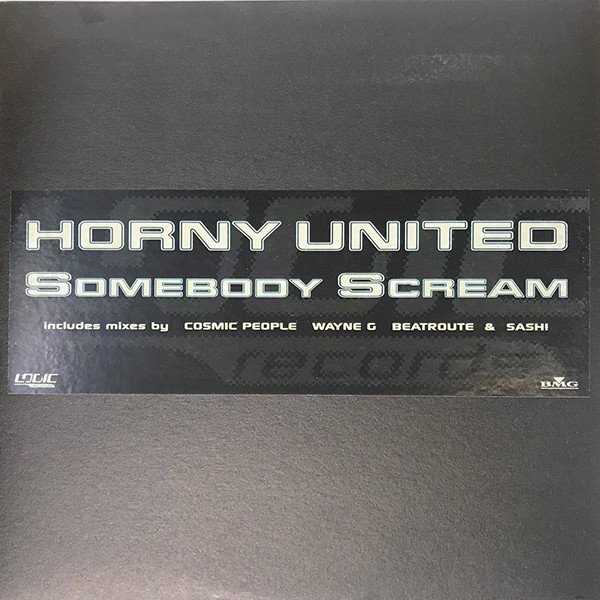 HORNY UNITED
SOMEBODY SCREAM
includes mixes by COSMIC PEOPLE WAYNE G BEATROUTE & SASHI
records
LOGIC
BMG